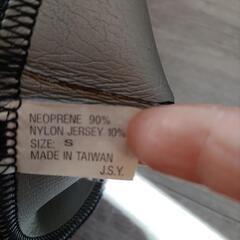 NEOPRENE 90%
NYLON JERSEY 10%
SIZE: S
MADE IN TAIWAN
J.S.Y.